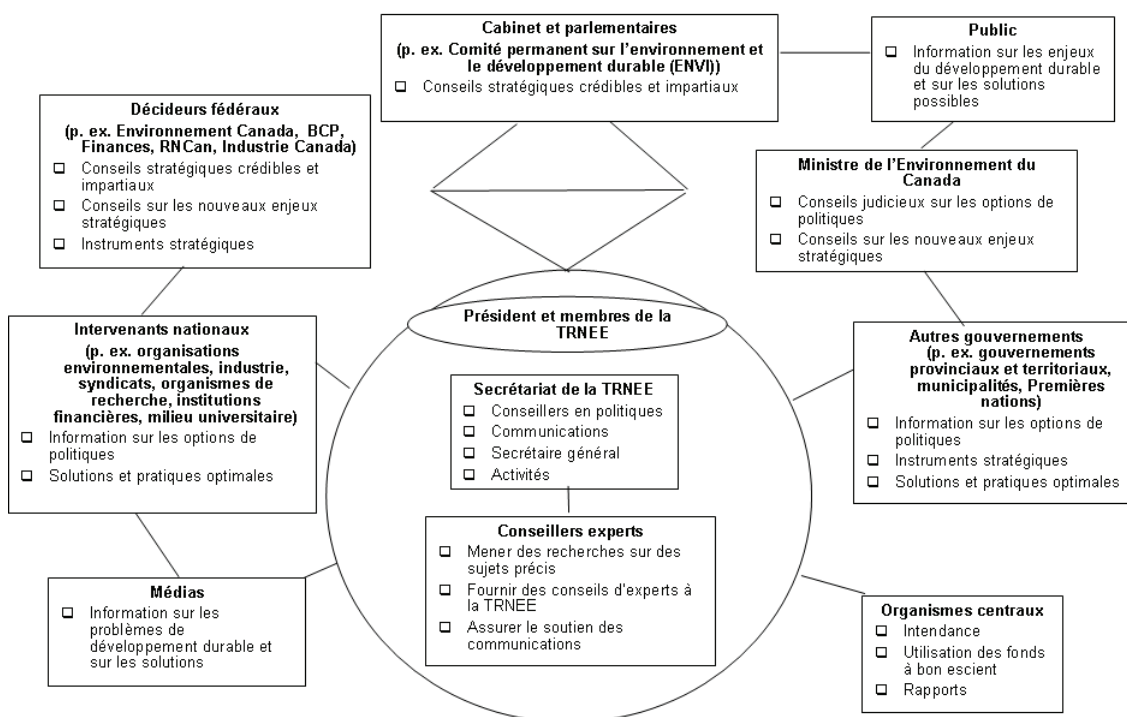 Cabinet et parlementaires
(p. ex. Comité permanent sur l'environnement et
le développement durable (ENVI))
Conseils stratégiques crédibles et impartiaux
Public
Information sur les enjeux
du développement durable
et sur les solutions
possibles
Décideurs fédéraux
(p. ex. Environnement Canada, BCP,
Finances, RNCan, Industrie Canada)
Conseils stratégiques crédibles et
impartiaux
Conseils sur les nouveaux enjeux
stratégiques
Instruments stratégiques
Ministre de l'Environnement du
Canada
Conseils judicieux sur les options de
politiques
Conseils sur les nouveaux enjeux
stratégiques
Président et membres de la
TRNEE
Intervenants nationaux
(p. ex. organisations
environnementales, industrie,
syndicats, organismes de
recherche, institutions
financières, milieu universitaire)
Information sur les options de
politiques
Solutions et pratiques optimales
Secrétariat de la TRNEE
Conseillers en politiques
Communications
Secrétaire général
Activités
Autres gouvernements
(p. ex. gouvernements
provinciaux et territoriaux,
municipalités, Premières
nations)
Information sur les options de
politiques
Instruments stratégiques
Solutions et pratiques optimales
Conseillers experts
Mener des recherches sur des
sujets précis
Fournir des conseils d'experts à
la TRNEE
Assurer le soutien des
communications
Médias
Information sur les
problèmes de
développement durable et
sur les solutions
Organismes centraux
Intendance
Utilisation des fonds
à bon escient
Rapports